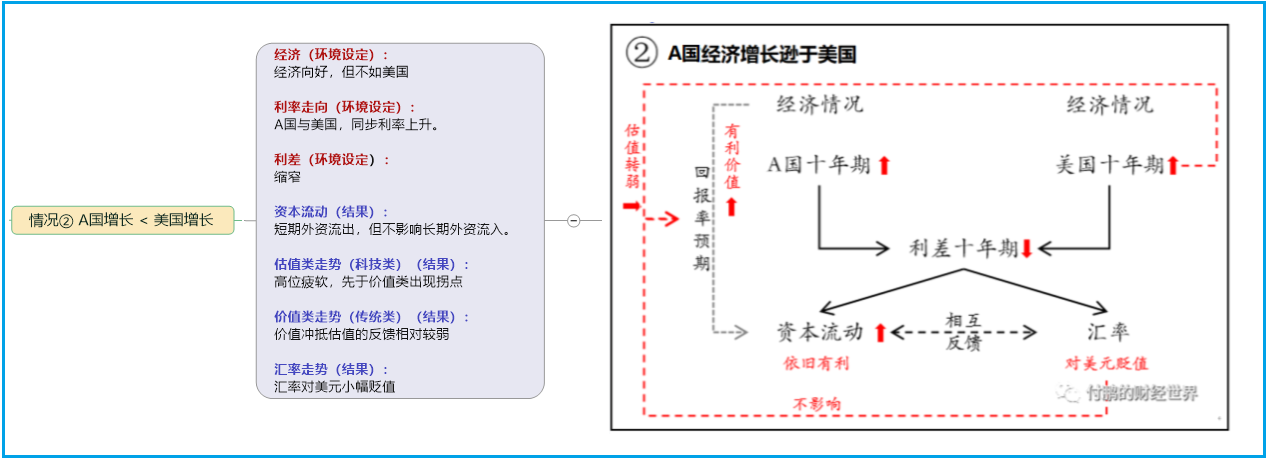 情况② A国增长 < 美国增长
经济（环境设定）:
经济向好，但不如美国
利率走向（环境设定）:
A国与美国，同步利率上升。
利差（环境设定）:
缩窄
资本流动（结果）:
短期外资流出，但不影响长期外资流入。
估值类走势（科技类）（结果）:
高位疲软，先于价值类出现拐点
价值类走势（传统类）（结果）:
价值冲抵估值的反馈相对较弱
汇率走势（结果）:
汇率对美元小幅贬值
② A国经济增长逊于美国
经济情况
经济情况
估值转弱
回报率预期
有利价值
A国十年期
美国十年期
利差十年期
资本流动
相互
反馈
汇率
依旧有利
对美元贬值
不影响
付鹏的财经世界